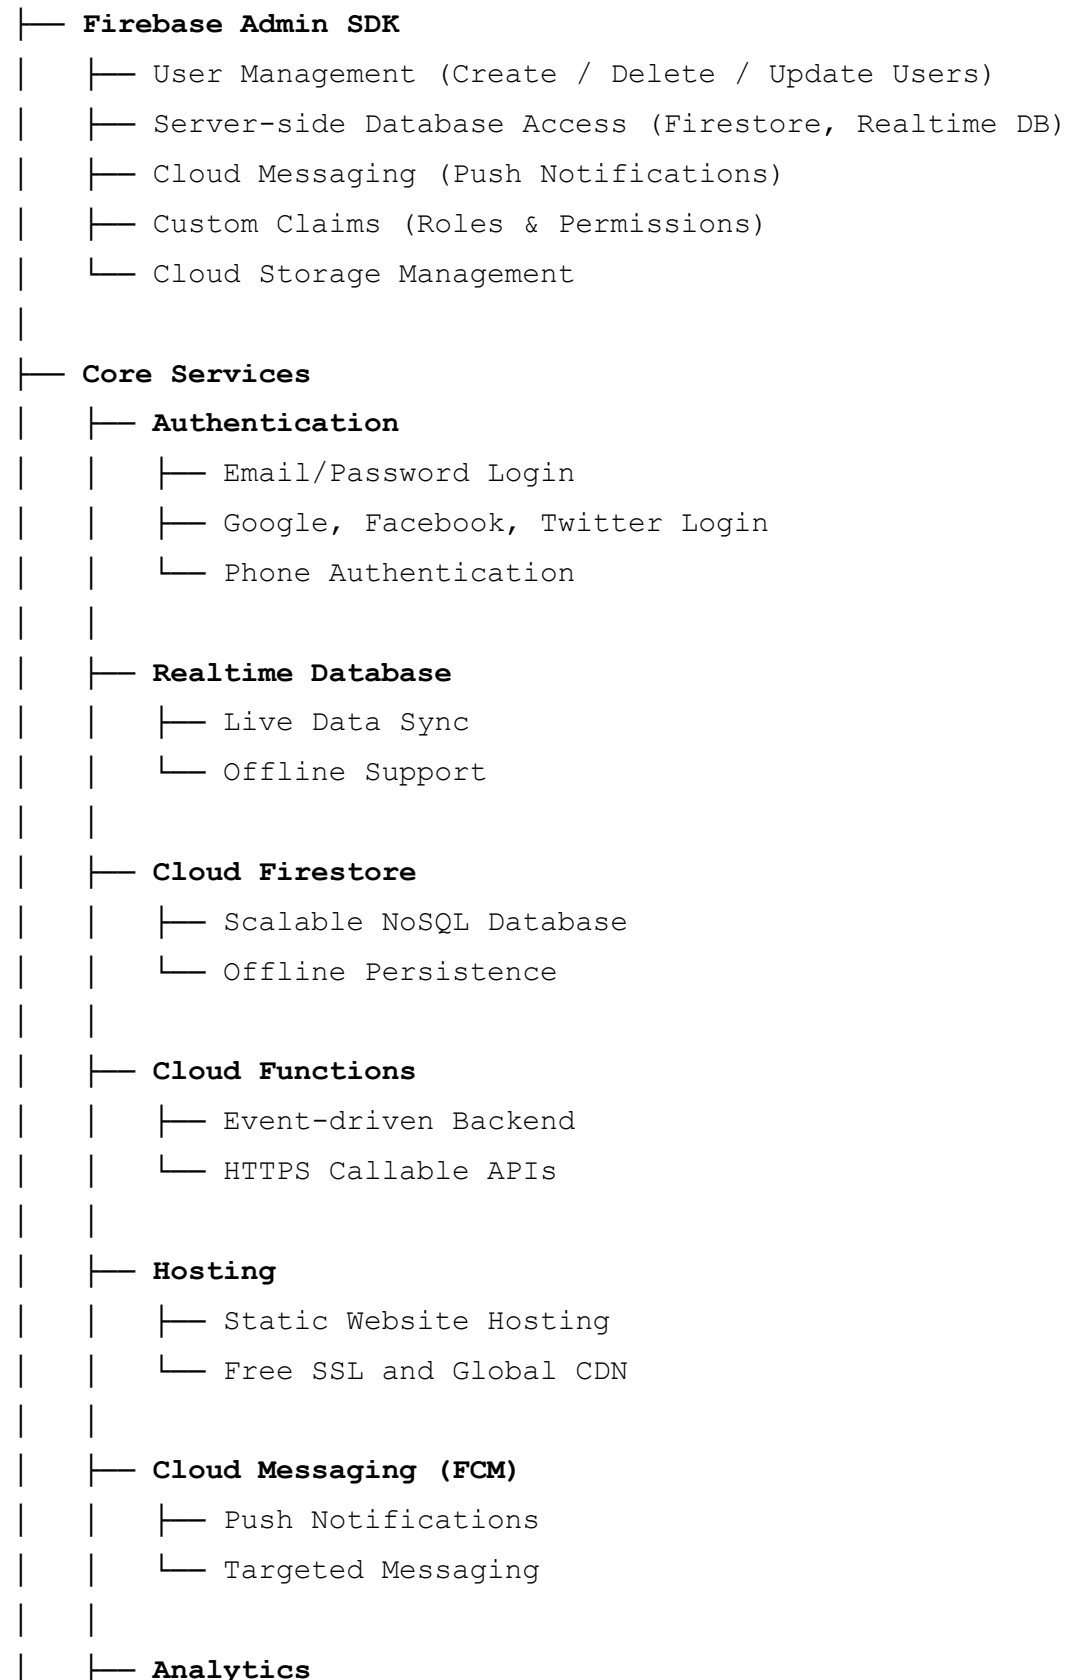 ├── Firebase Admin SDK
│   ├── User Management (Create / Delete / Update Users)
│   ├── Server-side Database Access (Firestore, Realtime DB)
│   ├── Cloud Messaging (Push Notifications)
│   ├── Custom Claims (Roles & Permissions)
│   └── Cloud Storage Management
│
├── Core Services
│   ├── Authentication
│   │   ├── Email/Password Login
│   │   ├── Google, Facebook, Twitter Login
│   │   └── Phone Authentication
│   │
│   ├── Realtime Database
│   │   ├── Live Data Sync
│   │   └── Offline Support
│   │
│   ├── Cloud Firestore
│   │   ├── Scalable NoSQL Database
│   │   └── Offline Persistence
│   │
│   ├── Cloud Functions
│   │   ├── Event-driven Backend
│   │   └── HTTPS Callable APIs
│   │
│   ├── Hosting
│   │   ├── Static Website Hosting
│   │   └── Free SSL and Global CDN
│   │
│   ├── Cloud Messaging (FCM)
│   │   ├── Push Notifications
│   │   └── Targeted Messaging
│   │
│   ├── Analytics